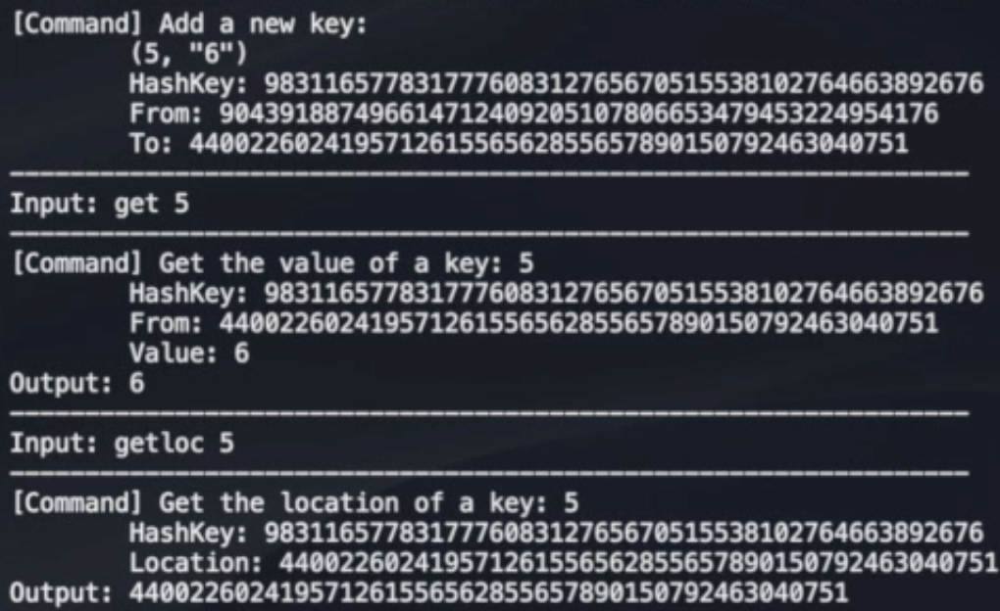 [Command] Add a new key:
(5, "6")
HashKey: 983116577831777608312765670515538102764663892676
From: 904391887496614712409205107806653479453224954176
To: 440022602419571261556562855657890150792463040751
Input: get 5
[Command] Get the value of a key: 5
HashKey: 983116577831777608312765670515538102764663892676
From: 440022602419571261556562855657890150792463040751
Value: 6
Output: 6
Input: getloc 5
[Command] Get the location of a key: 5
HashKey: 983116577831777608312765670515538102764663892676
Location: 440022602419571261556562855657890150792463040751
Output: 440022602419571261556562855657890150792463040751